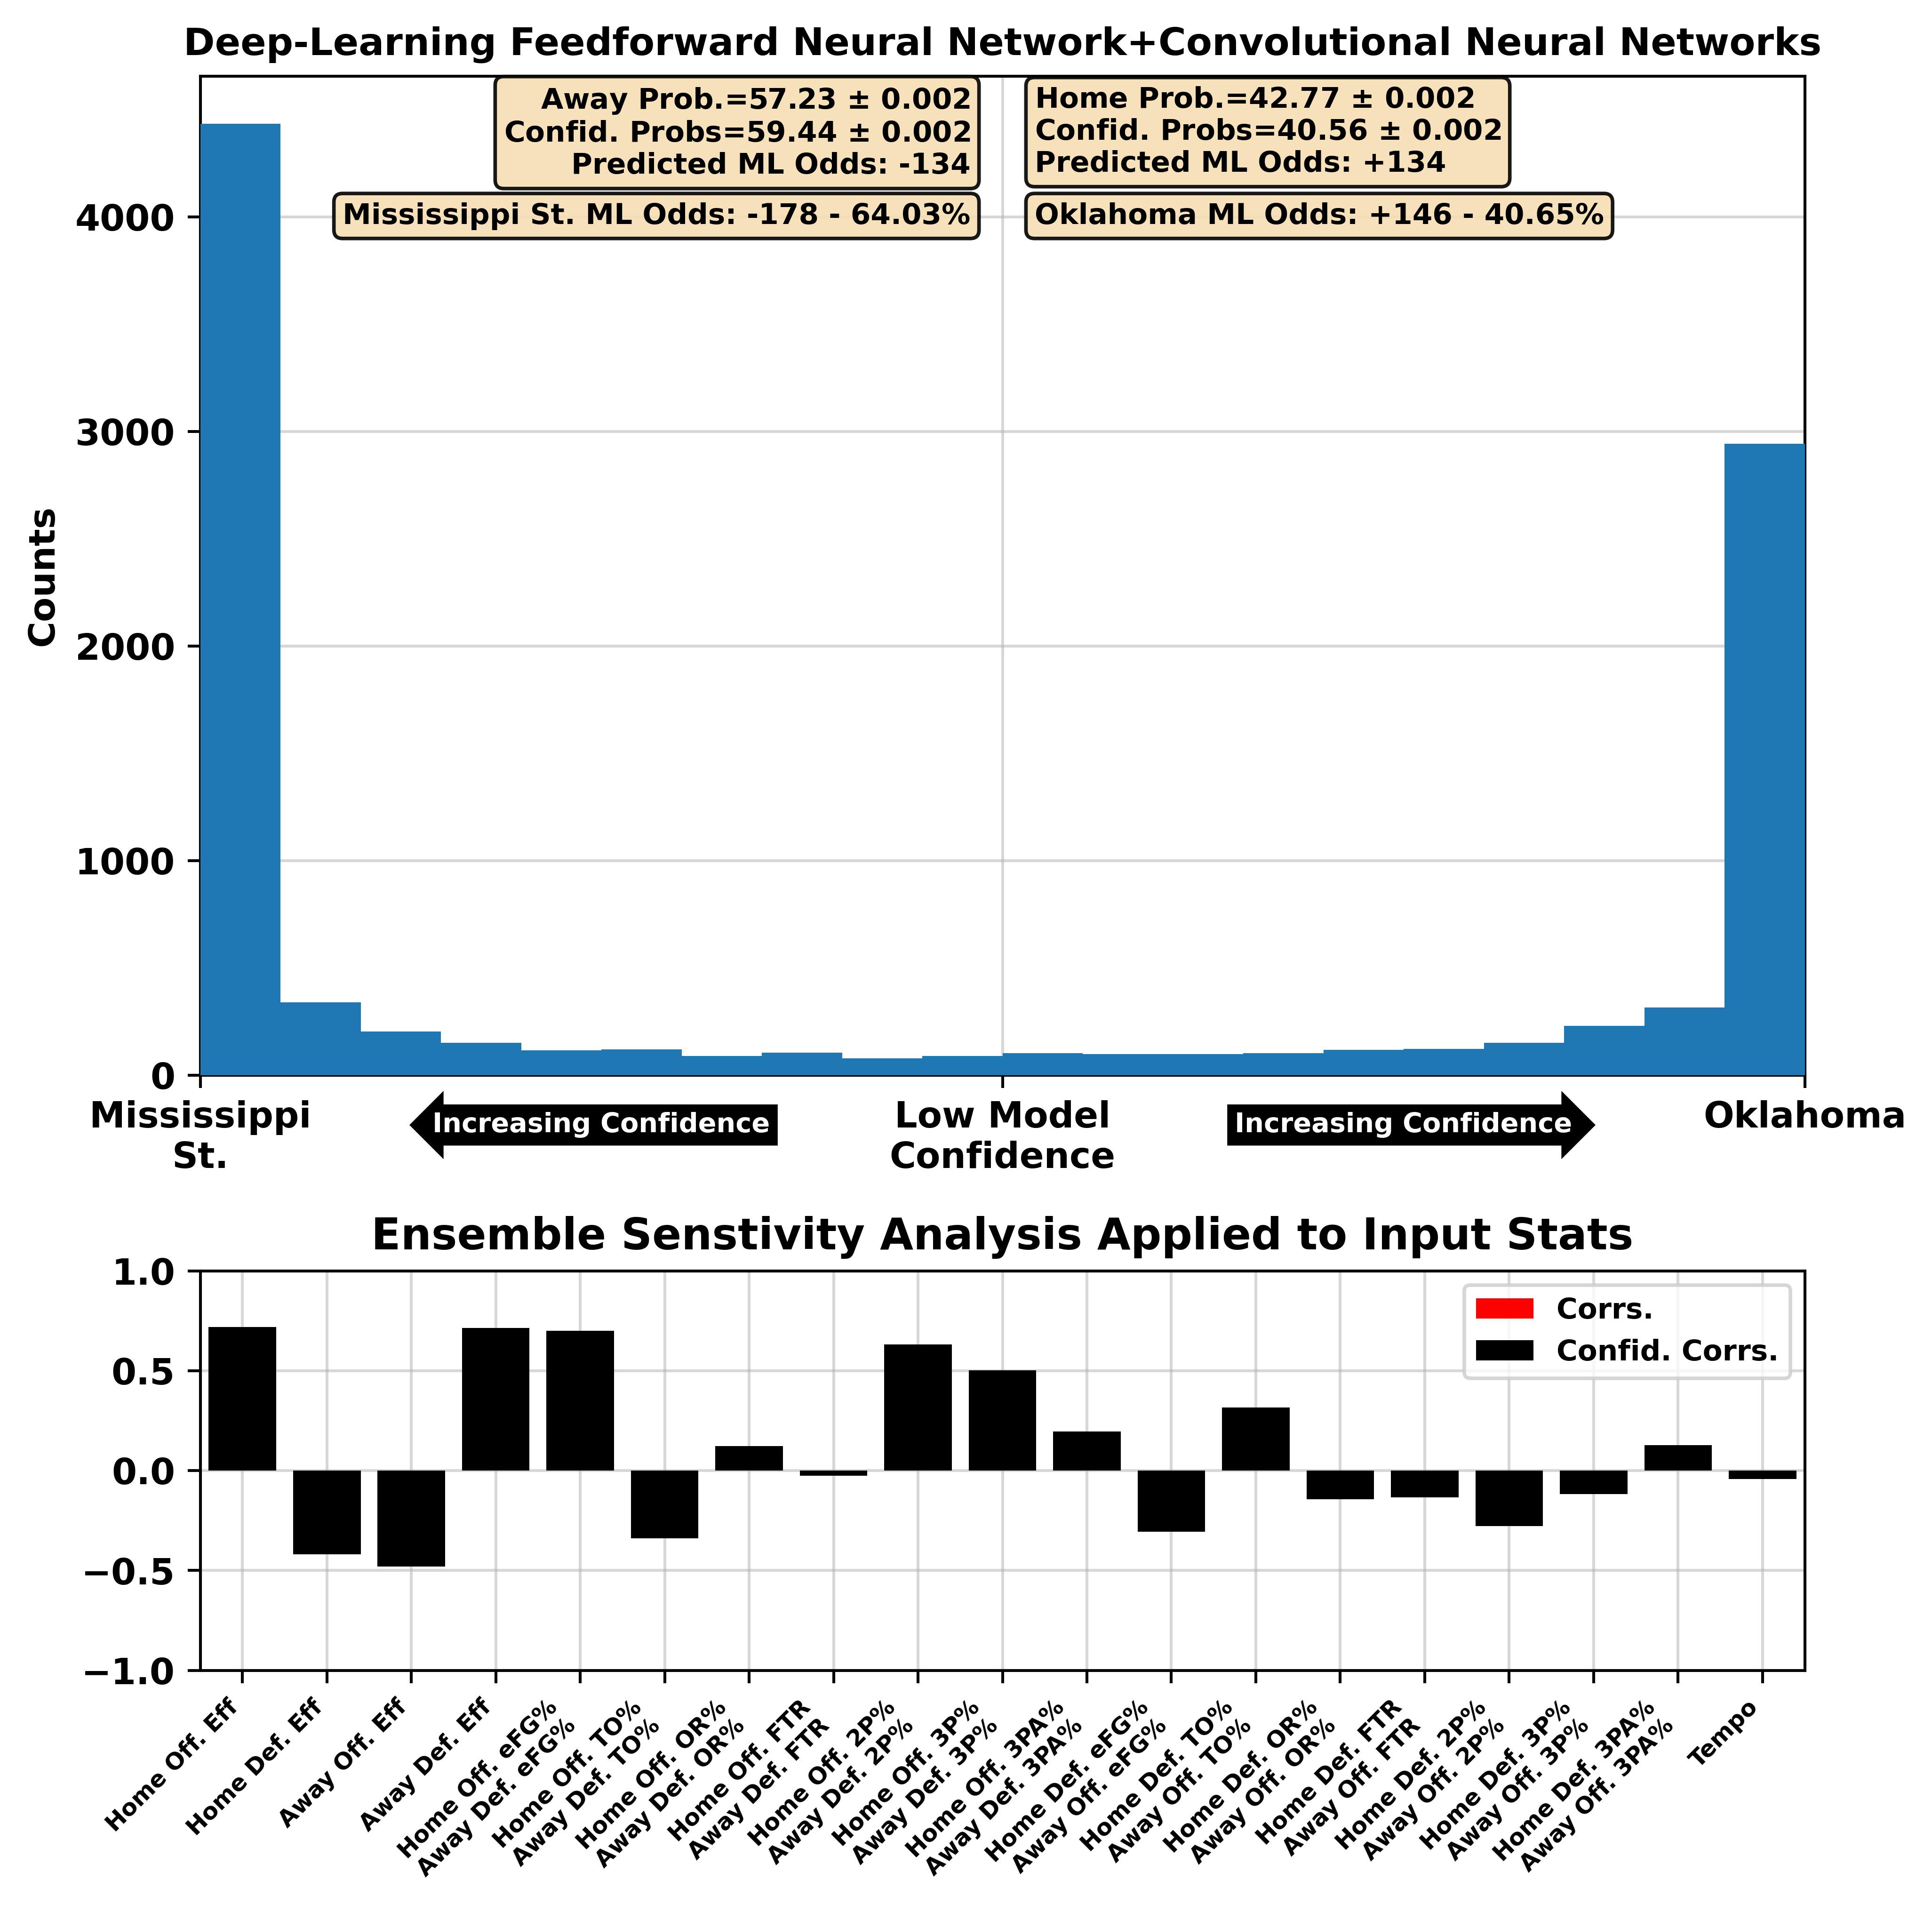 Deep-Learning Feedforward Neural Network+Convolutional Neural Networks
Away Prob.=57.23 ± 0.002
Confid. Probs=59.44 ± 0.002
Predicted ML Odds: -134
Home Prob.=42.77 ± 0.002
Confid. Probs=40.56 ± 0.002
Predicted ML Odds: +134
Mississippi St. ML Odds: -178 - 64.03%
Oklahoma ML Odds: +146 - 40.65%
Counts
4000
3000
2000
1000
0
Mississippi
St.
Increasing Confidence
Low Model
Confidence
Increasing Confidence
Oklahoma
Ensemble Senstivity Analysis Applied to Input Stats
1.0
0.5
0.0
−0.5
−1.0
Corrs.
Confid. Corrs.
Home Off. Eff
Home Def. Eff
Away Off. Eff
Away Def. Eff
Home Off. eFG%
Away Def. eFG%
Home Off. TO%
Away Def. TO%
Home Off. OR%
Away Def. OR%
Home Off. FTR
Away Def. FTR
Home Off. 2P%
Away Def. 2P%
Home Off. 3P%
Away Def. 3P%
Home Off. 3PA%
Away Def. 3PA%
Home Def. eFG%
Away Off. eFG%
Home Def. TO%
Away Off. TO%
Home Def. OR%
Away Off. OR%
Home Def. FTR
Away Off. FTR
Home Def. 2P%
Away Off. 2P%
Home Def. 3P%
Away Off. 3P%
Home Def. 3PA%
Away Off. 3PA%
Tempo